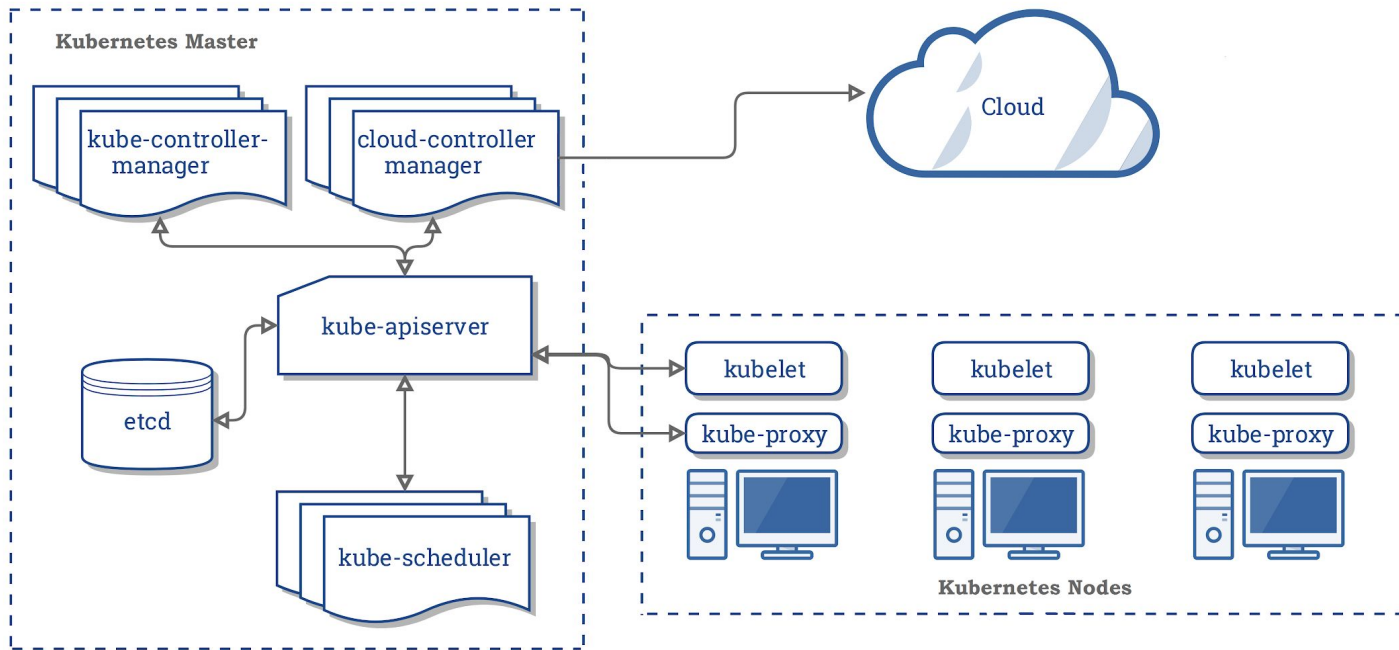 Kubernetes Master
kube-controller-
manager
cloud-controller
manager
Cloud
kube-apiserver
etcd
kube-scheduler
kubelet
kubelet
kubelet
kube-proxy
kube-proxy
kube-proxy
Kubernetes Nodes